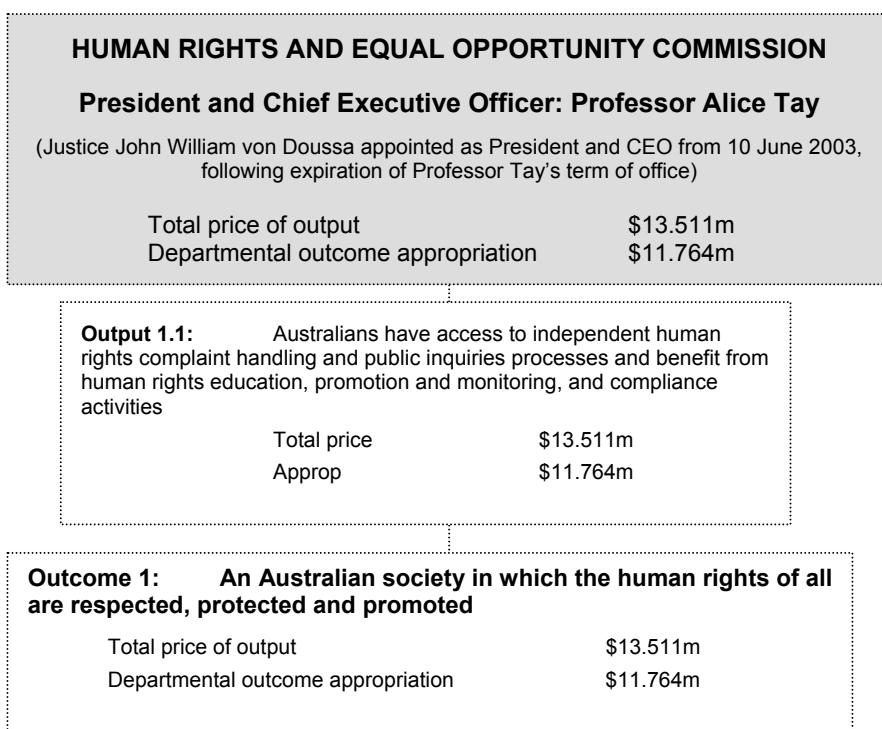 HUMAN RIGHTS AND EQUAL OPPORTUNITY COMMISSION
President and Chief Executive Officer: Professor Alice Tay
(Justice John William von Doussa appointed as President and CEO from 10 June 2003,
following expiration of Professor Tay’s term of office)
Total price of output $13.511m
Departmental outcome appropriation $11.764m
Output 1.1: Australians have access to independent human
rights complaint handling and public inquiries processes and benefit from
human rights education, promotion and monitoring, and compliance
activities
Total price $13.511m
Approp $11.764m
Outcome 1: An Australian society in which the human rights of all
are respected, protected and promoted
Total price of output $13.511m
Departmental outcome appropriation $11.764m